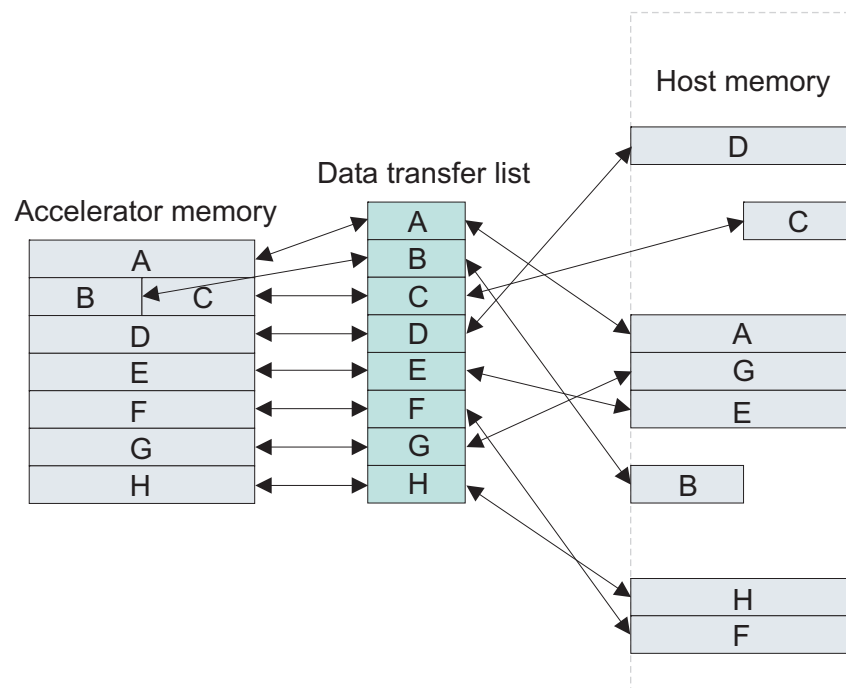 Accelerator memory
A
B C
D
E
F
G
H
Data transfer list
A
B
C
D
E
F
G
H
Host memory
D
C
A
G
E
B
H
F